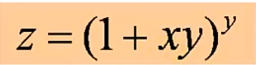 z = (1 + xy)^y